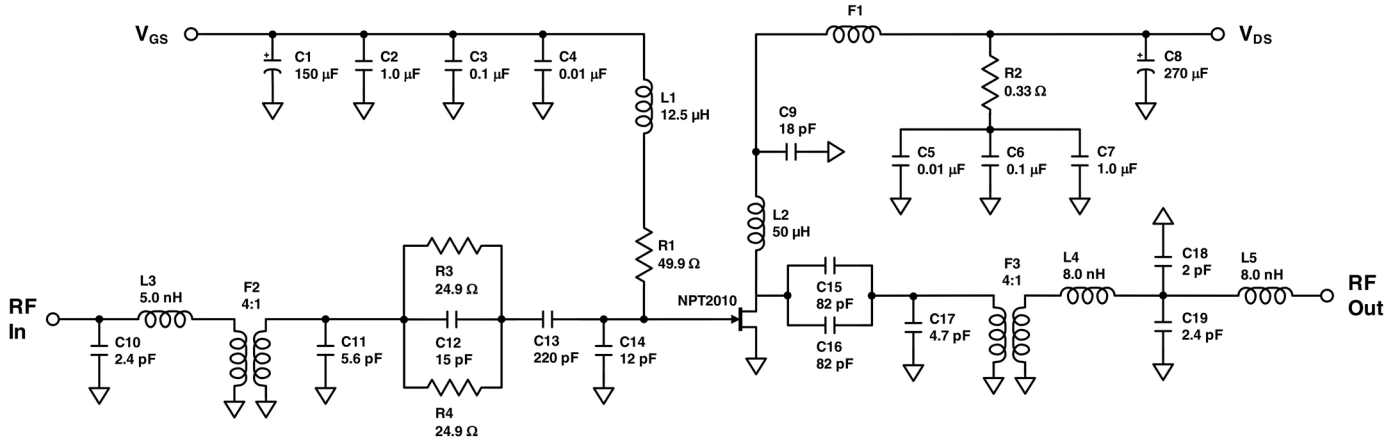 F1
VGS
VDS
+
C1
150 µF
C2
1.0 µF
C3
0.1 µF
C4
0.01 µF
L1
12.5 µH
R2
0.33 Ω
+
C8
270 µF
C9
18 pF
C5
0.01 µF
C6
0.1 µF
C7
1.0 µF
L2
50 µH
R1
49.9 Ω
R3
24.9 Ω
RF
In
L3
5.0 nH
F2
4:1
C10
2.4 pF
C11
5.6 pF
C12
15 pF
C13
220 pF
C14
12 pF
R4
24.9 Ω
NPT2010
C15
82 pF
C16
82 pF
C17
4.7 pF
F3
4:1
L4
8.0 nH
C18
2 pF
L5
8.0 nH
C19
2.4 pF
RF
Out